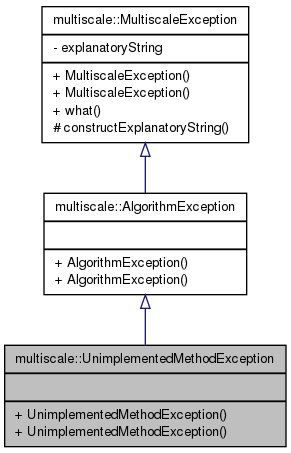 multiscale::MultiscaleException
- explanatoryString
+ MultiscaleException()
+ MultiscaleException()
+ what()
# constructExplanatoryString()
multiscale::AlgorithmException
+ AlgorithmException()
+ AlgorithmException()
multiscale::UnimplementedMethodException
+ UnimplementedMethodException()
+ UnimplementedMethodException()